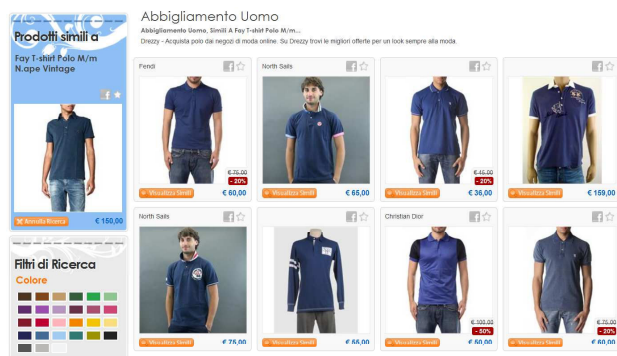 Prodotti simili a
Fay T-shirt Polo M/m
N.ape Vintage
Annulla Ricerca
€ 150,00
Filtri di Ricerca
Colore
Abbigliamento Uomo
Abbigliamento Uomo, Simili A Fay T-shirt Polo M/m...
Drezzy - Acquista polo dai negozi di moda online. Su Drezzy trovi le migliori offerte per un look sempre alla moda.
Fendi
€ 75,00
- 20%
Visualizza Simili
€ 60,00
North Sails
Visualizza Simili
€ 65,00
€ 45,00
- 20%
Visualizza Simili
€ 36,00
Visualizza Simili
€ 159,00
North Sails
Visualizza Simili
€ 75,00
Visualizza Simili
€ 55,00
Christian Dior
€ 100,00
- 50%
Visualizza Simili
€ 50,00
€ 75,00
- 20%
Visualizza Simili
€ 60,00